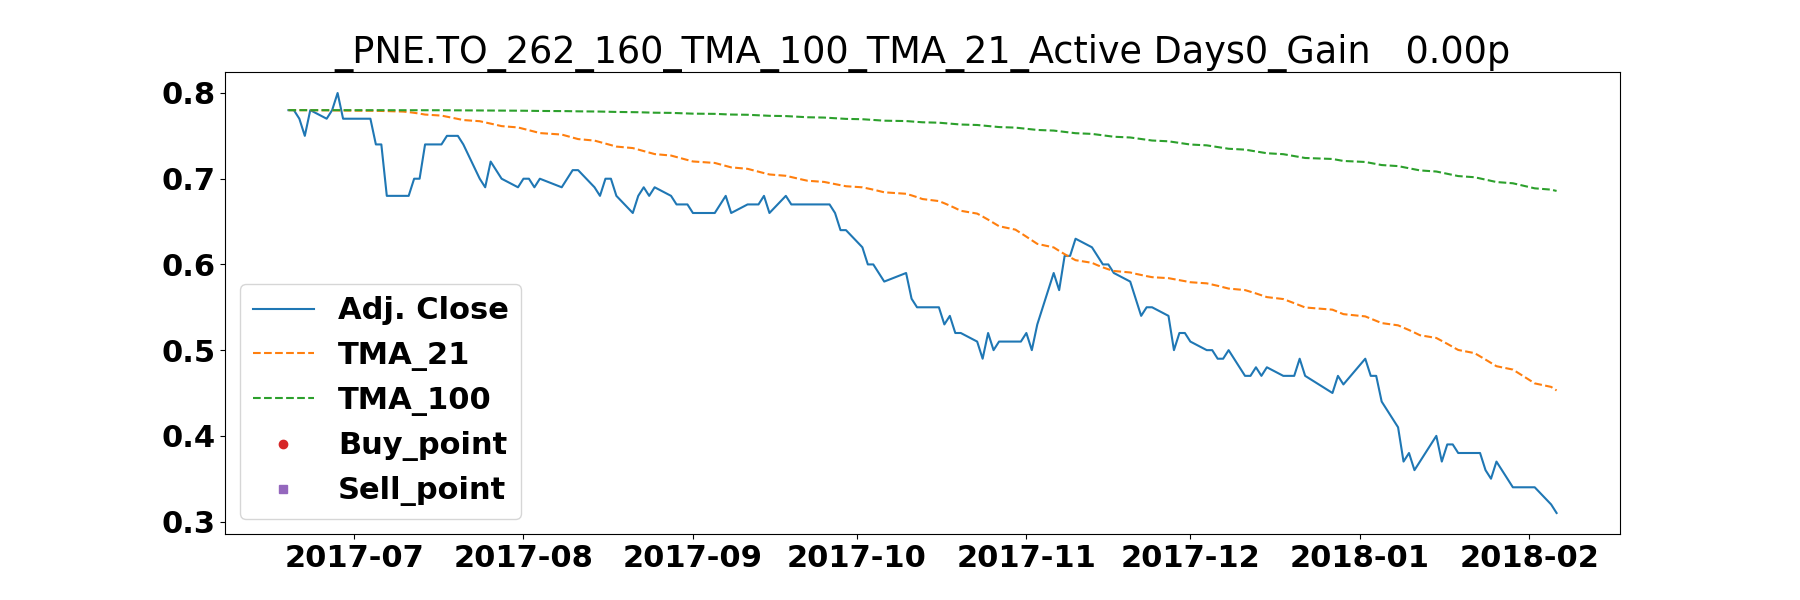 _PNE.TO_262_160_TMA_100_TMA_21_Active Days0_Gain   0.00p
0.8
0.7
0.6
0.5
0.4
0.3
Adj. Close
TMA_21
TMA_100
Buy_point
Sell_point
2017-07 2017-08 2017-09 2017-10 2017-11 2017-12 2018-01 2018-02